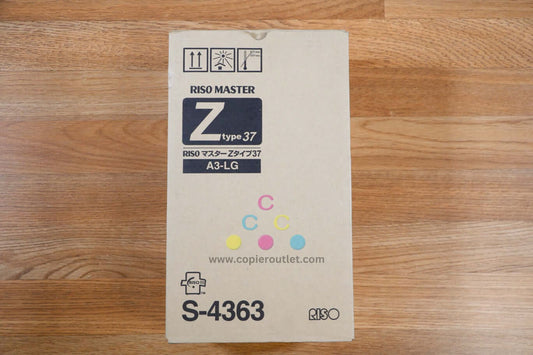 RISO MASTER
Z type 37
RISO マスター Zタイプ37
A3-LG
C
C C
www.copieroutlet.com
S-4363
RISO